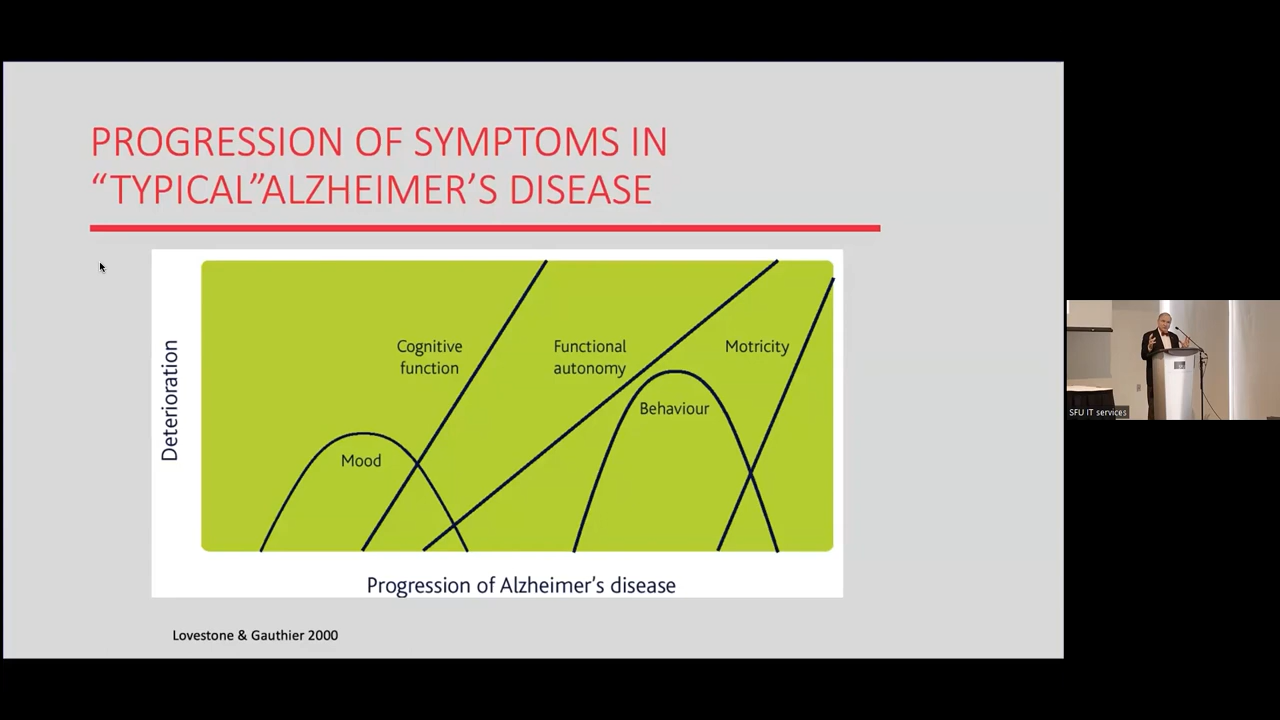 PROGRESSION OF SYMPTOMS IN
“TYPICAL”ALZHEIMER’S DISEASE
Deterioration
Cognitive
function
Functional
autonomy
Motricity
Behaviour
Mood
Progression of Alzheimer’s disease
Lovestone & Gauthier 2000
SFU IT services